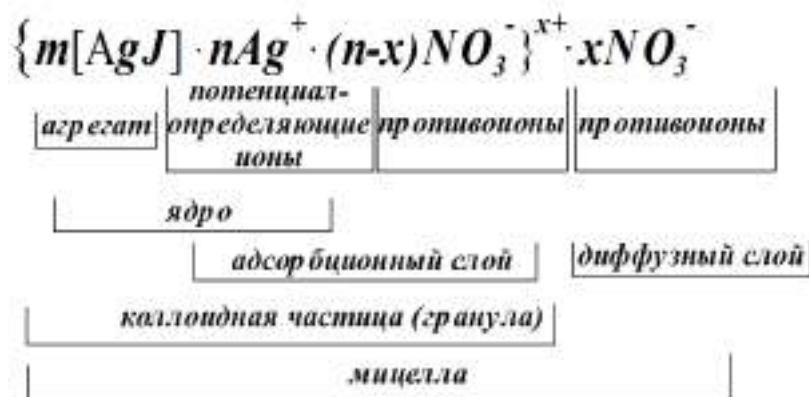 {m[AgJ] · nAg⁺ · (n-x)NO₃⁻}ˣ⁺ · xNO₃⁻
агрегат
потенциал-
определяющие
ионы
противоионы
противоионы
ядро
адсорбционный слой
диффузный слой
коллоидная частица (гранула)
мицелла